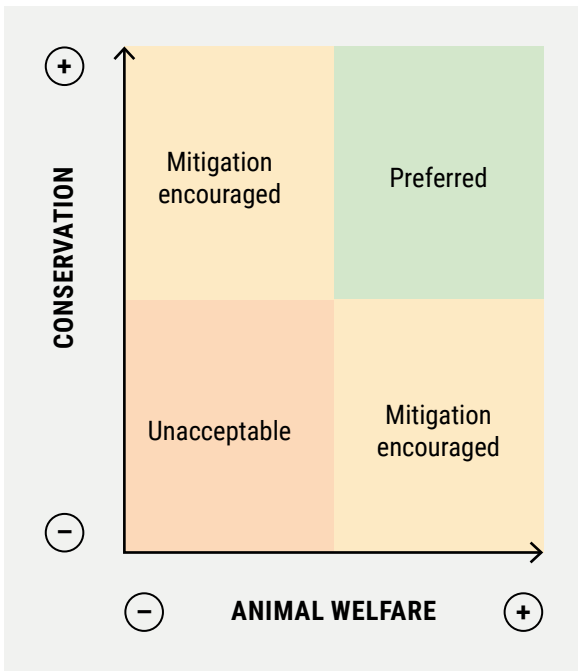 +
CONSERVATION
−
Mitigation
encouraged
Preferred
Unacceptable
Mitigation
encouraged
−
ANIMAL WELFARE
+